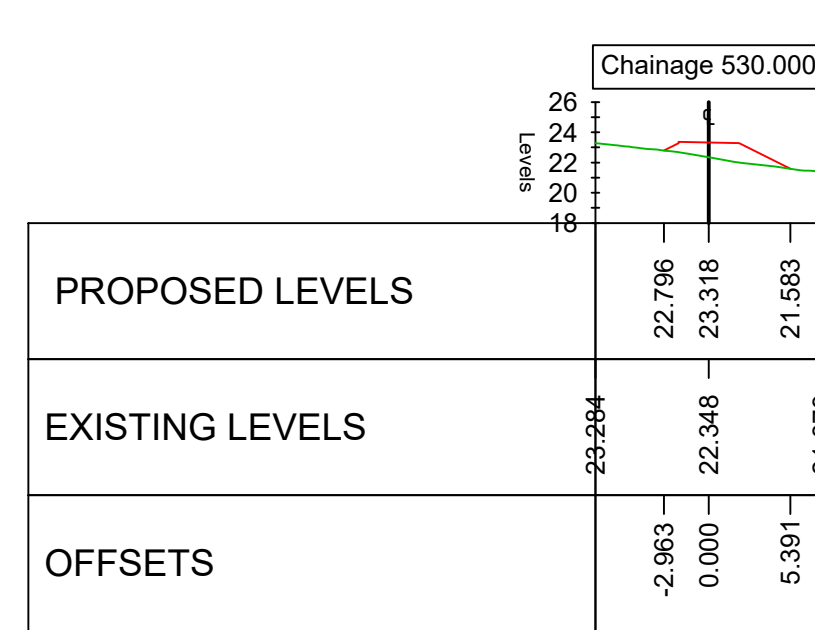 Chainage 530.000
26
24
22
20
18
Levels
PROPOSED LEVELS
22.796
23.318
21.583
EXISTING LEVELS
23.284
22.348
OFFSETS
-2.963
0.000
5.391